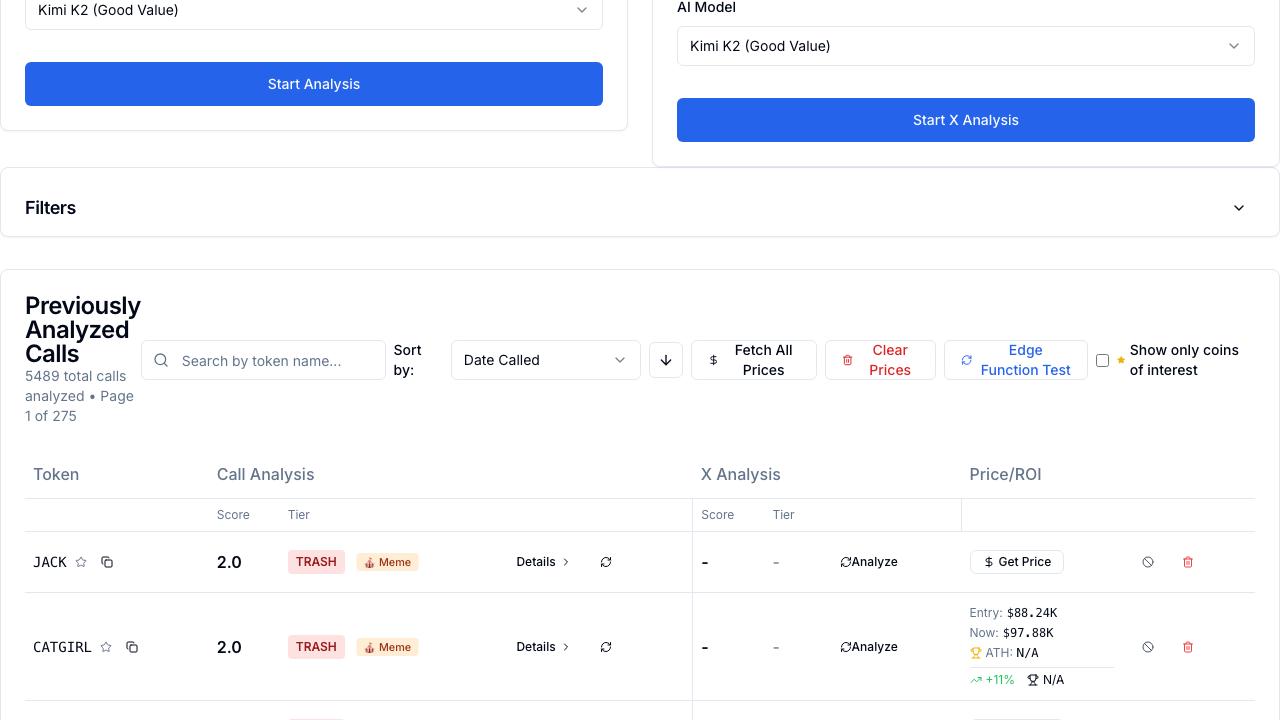 Kimi K2 (Good Value)
Start Analysis
AI Model
Kimi K2 (Good Value)
Start X Analysis
Filters
Previously
Analyzed
Calls
5489 total calls
analyzed • Page
1 of 275
Search by token name...
Sort
by:
Date Called
Fetch All
Prices
Clear
Prices
Edge
Function Test
Show only coins
of interest
Token Call Analysis X Analysis Price/ROI
Score Tier Score Tier
JACK 2.0 TRASH Meme Details - - Analyze $ Get Price
CATGIRL 2.0 TRASH Meme Details - - Analyze
Entry: $88.24K
Now: $97.88K
ATH: N/A
+11% N/A